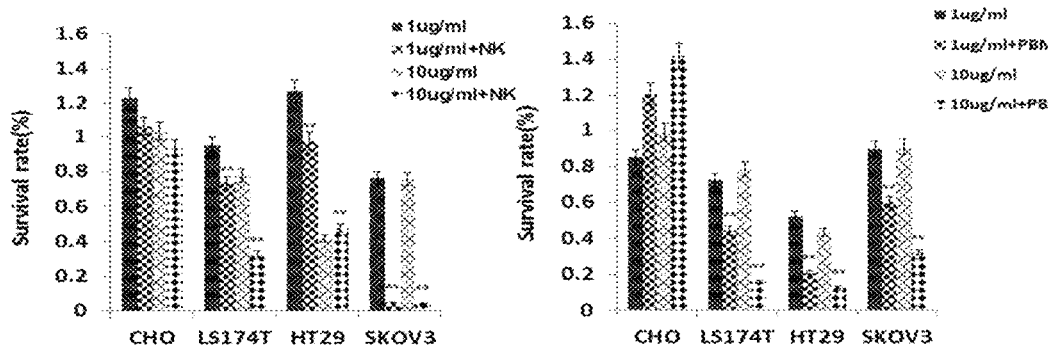 Survival rate(%)
1.6
1.4
1.2
1
0.8
0.6
0.4
0.2
0
CHO LS174T HT29 SKOV3
1ug/ml
1ug/ml+NK
10ug/ml
10ug/ml+NK
Survival rate(%)
1.6
1.4
1.2
1
0.8
0.6
0.4
0.2
0
CHO LS174T HT29 SKOV3
1ug/ml
1ug/ml+PBM
10ug/ml
10ug/ml+PB